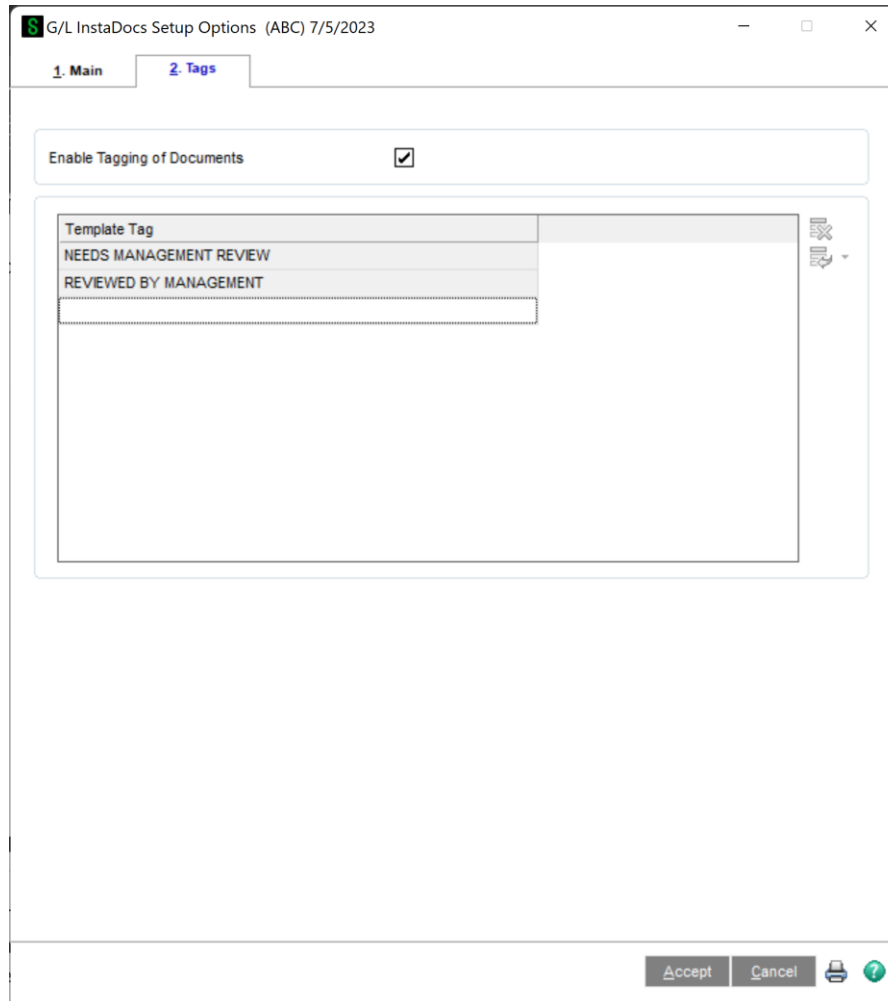 G/L InstaDocs Setup Options (ABC) 7/5/2023
1. Main
2. Tags
Enable Tagging of Documents
Template Tag
NEEDS MANAGEMENT REVIEW
REVIEWED BY MANAGEMENT
Accept Cancel